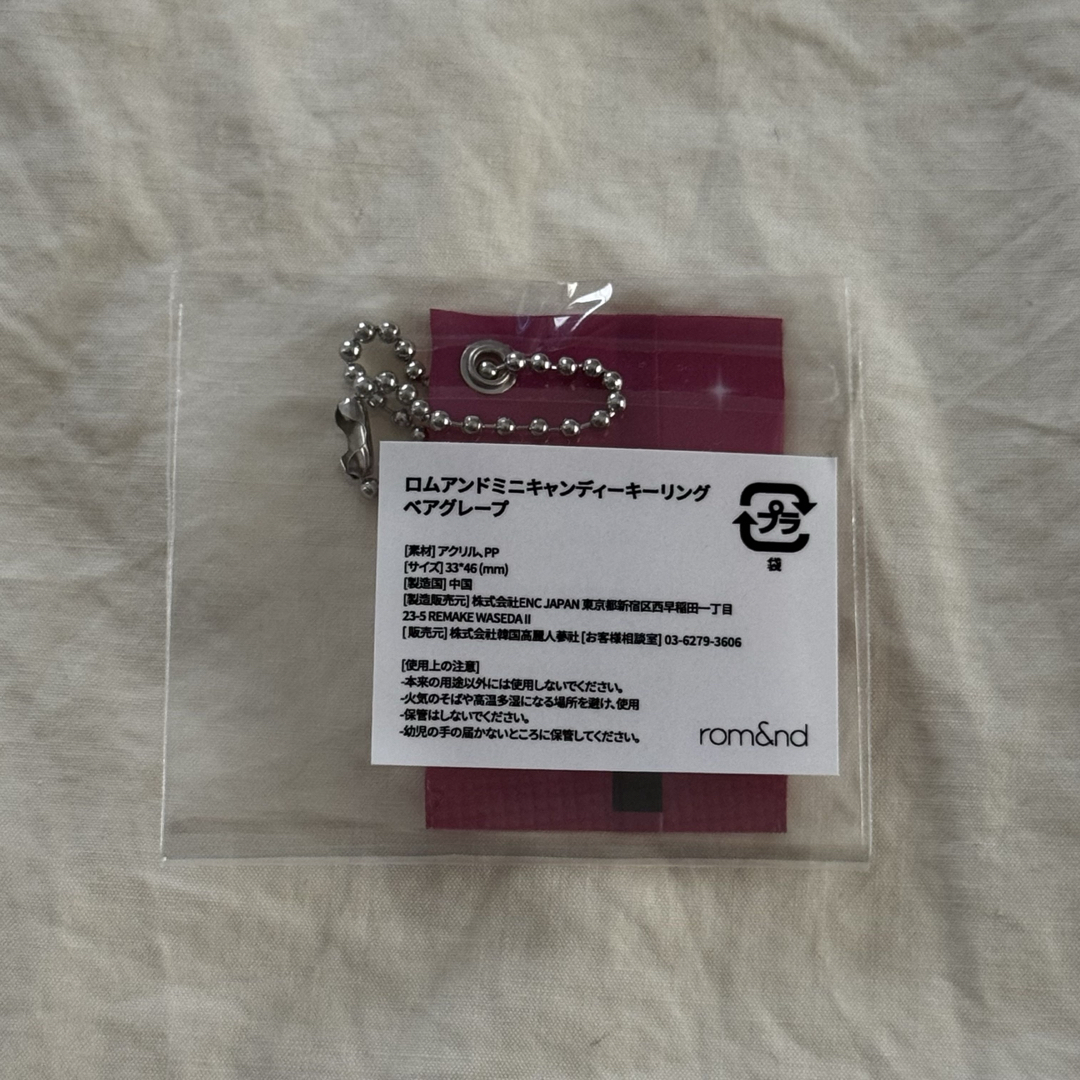 ロムアンドミニキャンディーキーリング
ベアグレープ
プラ
袋
[素材] アクリル、PP
[サイズ] 33*46 (mm)
[製造国] 中国
[製造販売元] 株式会社ENC JAPAN 東京都新宿区西早稲田一丁目
23-5 REMAKE WASEDA II
[ 販売元] 株式会社韓国高麗人蔘社 [お客様相談室] 03-6279-3606
[使用上の注意]
-本来の用途以外には使用しないでください。
-火気のそばや高温多湿になる場所を避け、使用
-保管はしないでください。
-幼児の手の届かないところに保管してください。
rom&nd